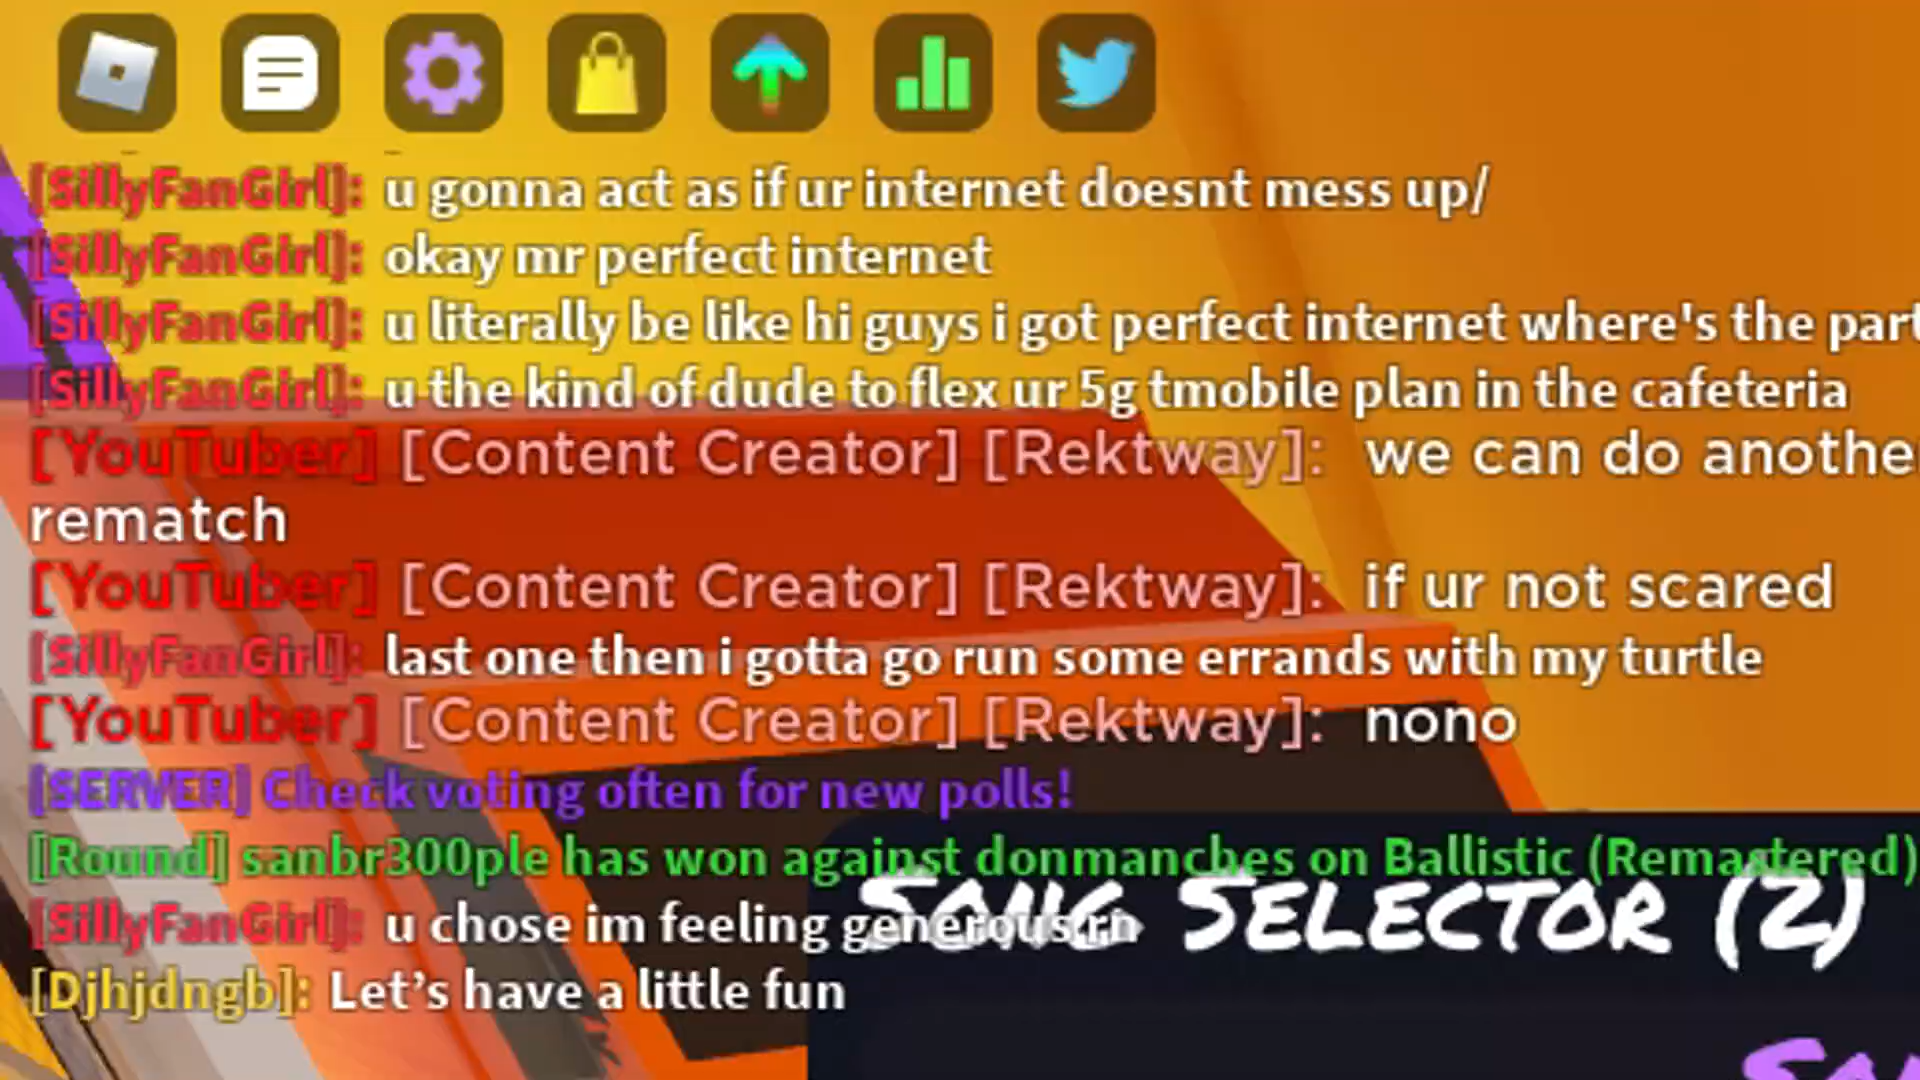 [SillyFanGirl]: u gonna act as if ur internet doesnt mess up/
[SillyFanGirl]: okay mr perfect internet
[SillyFanGirl]: u literally be like hi guys i got perfect internet where's the part
[SillyFanGirl]: u the kind of dude to flex ur 5g tmobile plan in the cafeteria
[YouTuber] [Content Creator] [Rektway]: we can do anothe
rematch
[YouTuber] [Content Creator] [Rektway]: if ur not scared
[SillyFanGirl]: last one then i gotta go run some errands with my turtle
[YouTuber] [Content Creator] [Rektway]: nono
[SERVER] Check voting often for new polls!
[Round] sanbr300ple has won against donmanches on Ballistic (Remastered)
[SillyFanGirl]: u chose im feeling generous rn
SONG SELECTOR (2)
[Djhjdngb]: Let’s have a little fun